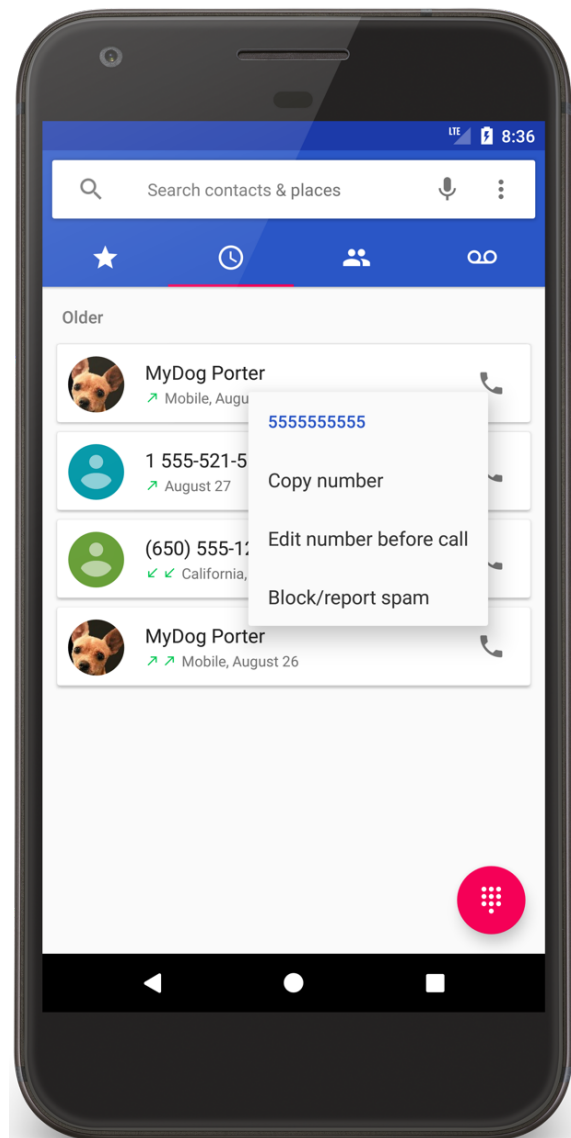 LTE 8:36
Search contacts & places
Older
MyDog Porter
Mobile, Augu
5555555555
1 555-521-5
August 27
Copy number
Edit number before call
(650) 555-12
California,
Block/report spam
MyDog Porter
Mobile, August 26